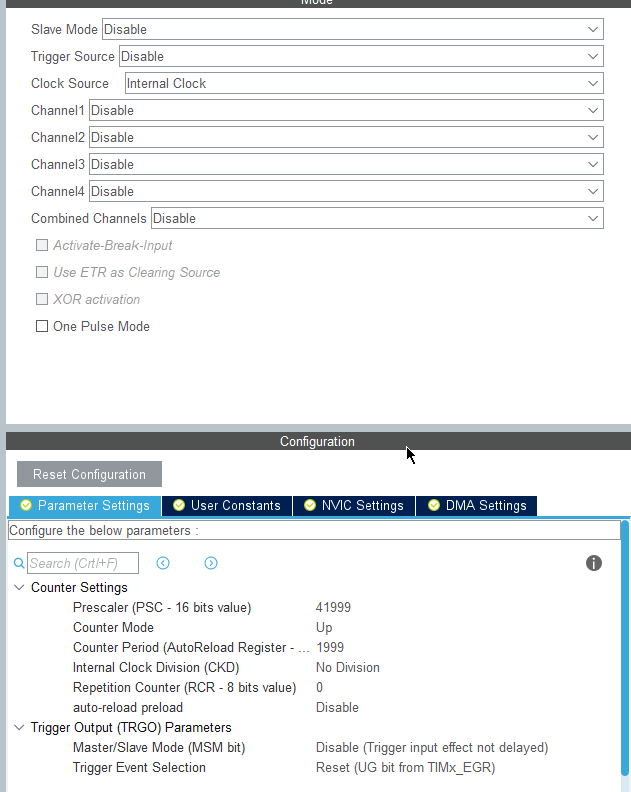 Mode
Slave Mode Disable
Trigger Source Disable
Clock Source Internal Clock
Channel1 Disable
Channel2 Disable
Channel3 Disable
Channel4 Disable
Combined Channels Disable
Activate-Break-Input
Use ETR as Clearing Source
XOR activation
One Pulse Mode
Configuration
Reset Configuration
Parameter Settings User Constants NVIC Settings DMA Settings
Configure the below parameters :
Search (Crtl+F)
Counter Settings
Prescaler (PSC - 16 bits value) 41999
Counter Mode Up
Counter Period (AutoReload Register - ... 1999
Internal Clock Division (CKD) No Division
Repetition Counter (RCR - 8 bits value) 0
auto-reload preload Disable
Trigger Output (TRGO) Parameters
Master/Slave Mode (MSM bit) Disable (Trigger input effect not delayed)
Trigger Event Selection Reset (UG bit from TIMx_EGR)